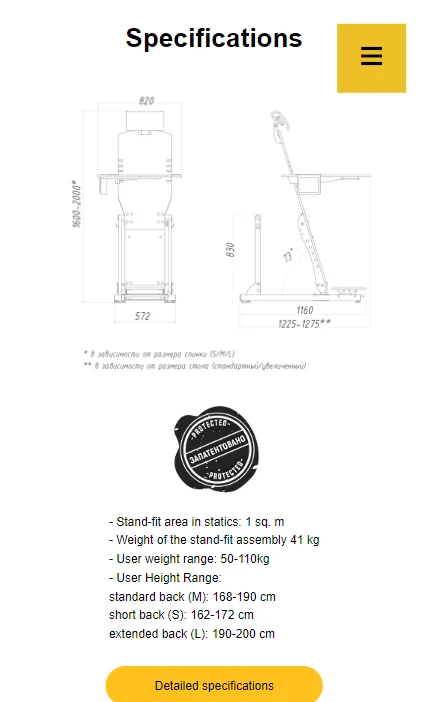 Specifications
820
1600-2000*
830
73°
572
1160
1225-1275**
* В зависимости от размера спинки (S/M/L)
** В зависимости от размера стола (стандартный/увеличенный)
-PROTECTED-
ЗАПАТЕНТОВАНО
-PROTECTED-
- Stand-fit area in statics: 1 sq. m
- Weight of the stand-fit assembly 41 kg
- User weight range: 50-110kg
- User Height Range:
standard back (M): 168-190 cm
short back (S): 162-172 cm
extended back (L): 190-200 cm
Detailed specifications